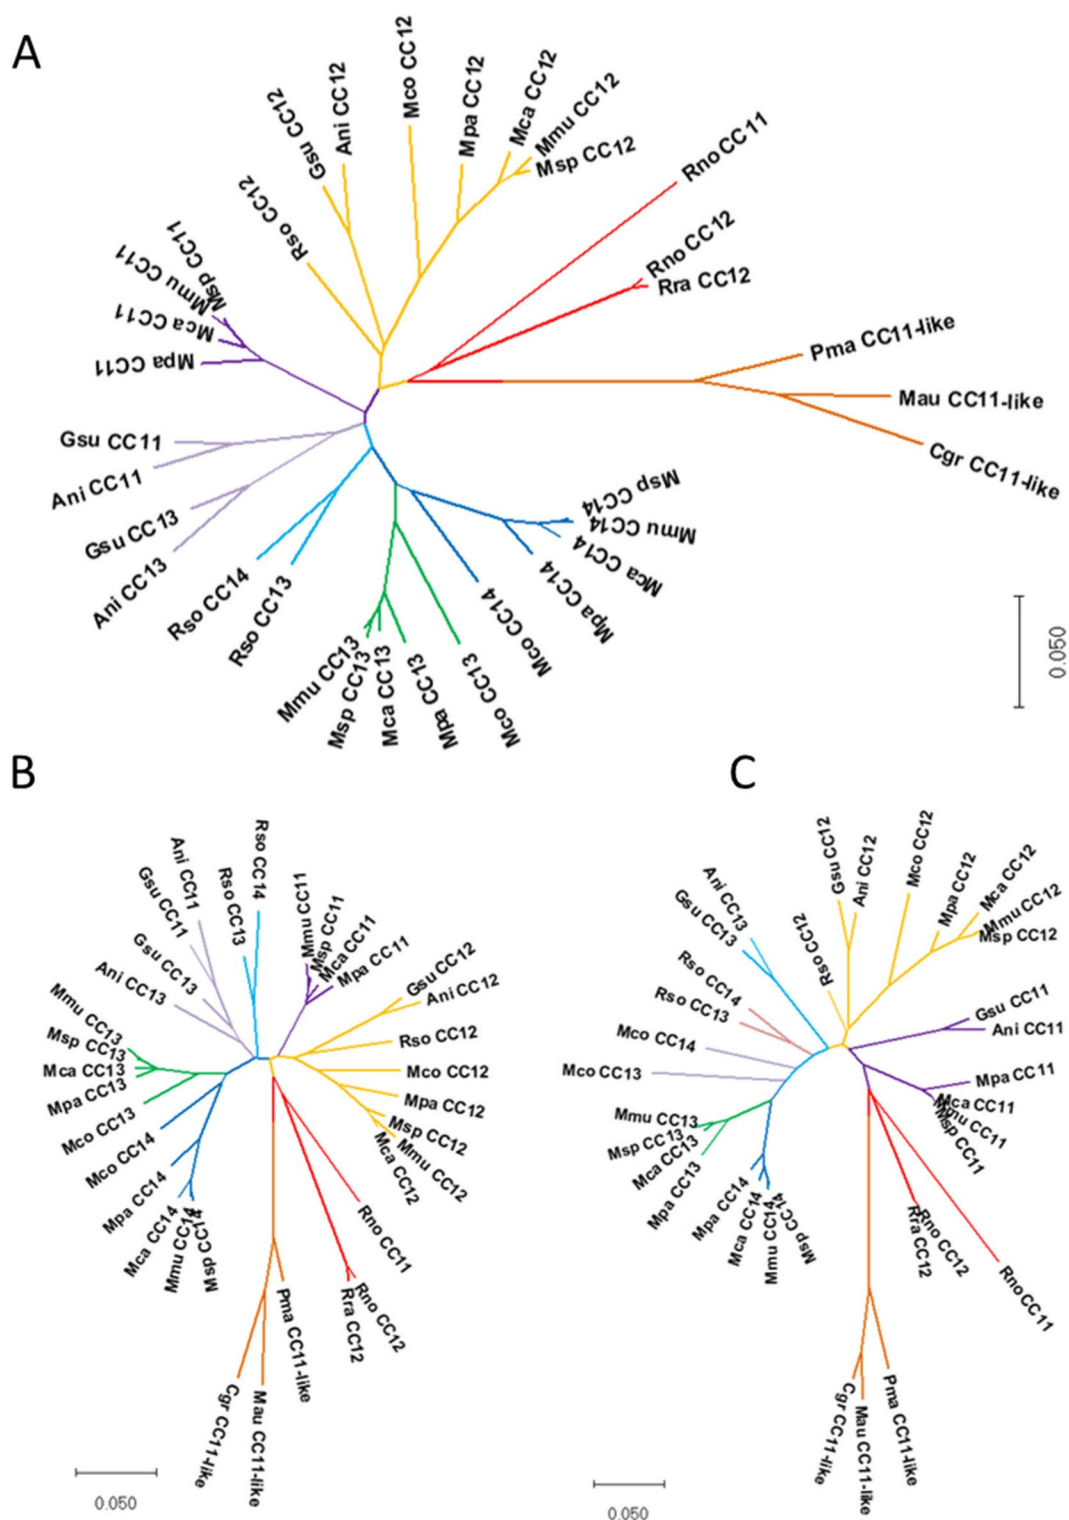 A
Mco CC12
Ani CC12
Gsu CC12
Mpa CC12
Mca CC12
Mmu CC12
Msp CC12
Rso CC12
Rno CC11
Rno CC12
Rra CC12
Msp CC11
Mmu CC11
Mca CC11
Mpa CC11
Pma CC11-like
Mau CC11-like
Cgr CC11-like
Gsu CC11
Ani CC11
Gsu CC13
Ani CC13
Rso CC14
Rso CC13
Msp CC14
Mmu CC14
Mca CC14
Mpa CC14
Mco CC14
Mmu CC13
Msp CC13
Mca CC13
Mpa CC13
Mco CC13
0.050
B
Rso CC14
Ani CC11
Gsu CC11
Rso CC13
Mmu CC11
Msp CC11
Mca CC11
Mpa CC11
Gsu CC13
Ani CC13
Gsu CC12
Ani CC12
Rso CC12
Mco CC12
Mpa CC12
Msp CC12
Mmu CC12
Mca CC12
Mmu CC13
Msp CC13
Mca CC13
Mpa CC13
Mco CC13
Mco CC14
Mpa CC14
Mca CC14
Mmu CC14
Msp CC14
Rno CC11
Rno CC12
Rra CC12
Pma CC11-like
Mau CC11-like
Cgr CC11-like
0.050
C
Gsu CC12
Ani CC12
Mco CC12
Mpa CC12
Mca CC12
Mmu CC12
Msp CC12
Rso CC12
Ani CC13
Gsu CC13
Rso CC14
Rso CC13
Mco CC14
Mco CC13
Gsu CC11
Ani CC11
Mpa CC11
Mca CC11
Mmu CC11
Msp CC11
Mmu CC13
Msp CC13
Mca CC13
Mpa CC13
Mpa CC14
Mca CC14
Mmu CC14
Msp CC14
Rno CC12
Rra CC12
Rno CC11
Pma CC11-like
Mau CC11-like
Cgr CC11-like
0.050